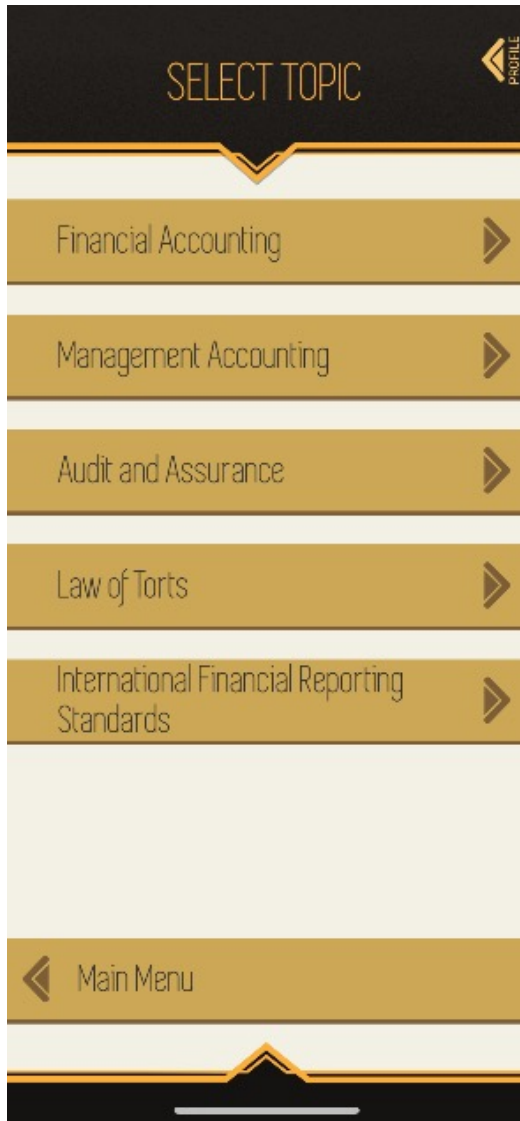 SELECT TOPIC
PROFILE
Financial Accounting
Management Accounting
Audit and Assurance
Law of Torts
International Financial Reporting
Standards
Main Menu